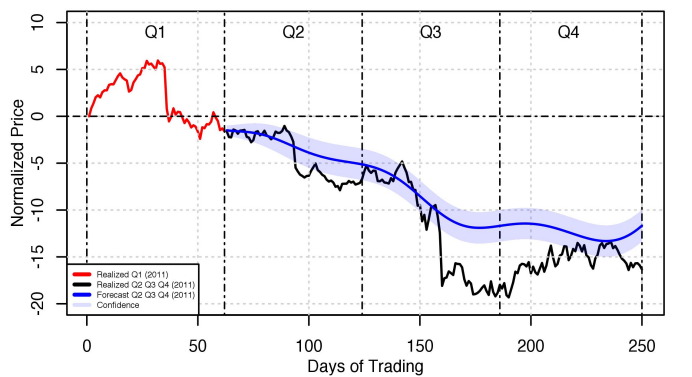 Q1 Q2 Q3 Q4
10
5
0
-5
-10
-15
-20
Normalized Price
Realized Q1 (2011)
Realized Q2 Q3 Q4 (2011)
Forecast Q2 Q3 Q4 (2011)
Confidence
0 50 100 150 200 250
Days of Trading